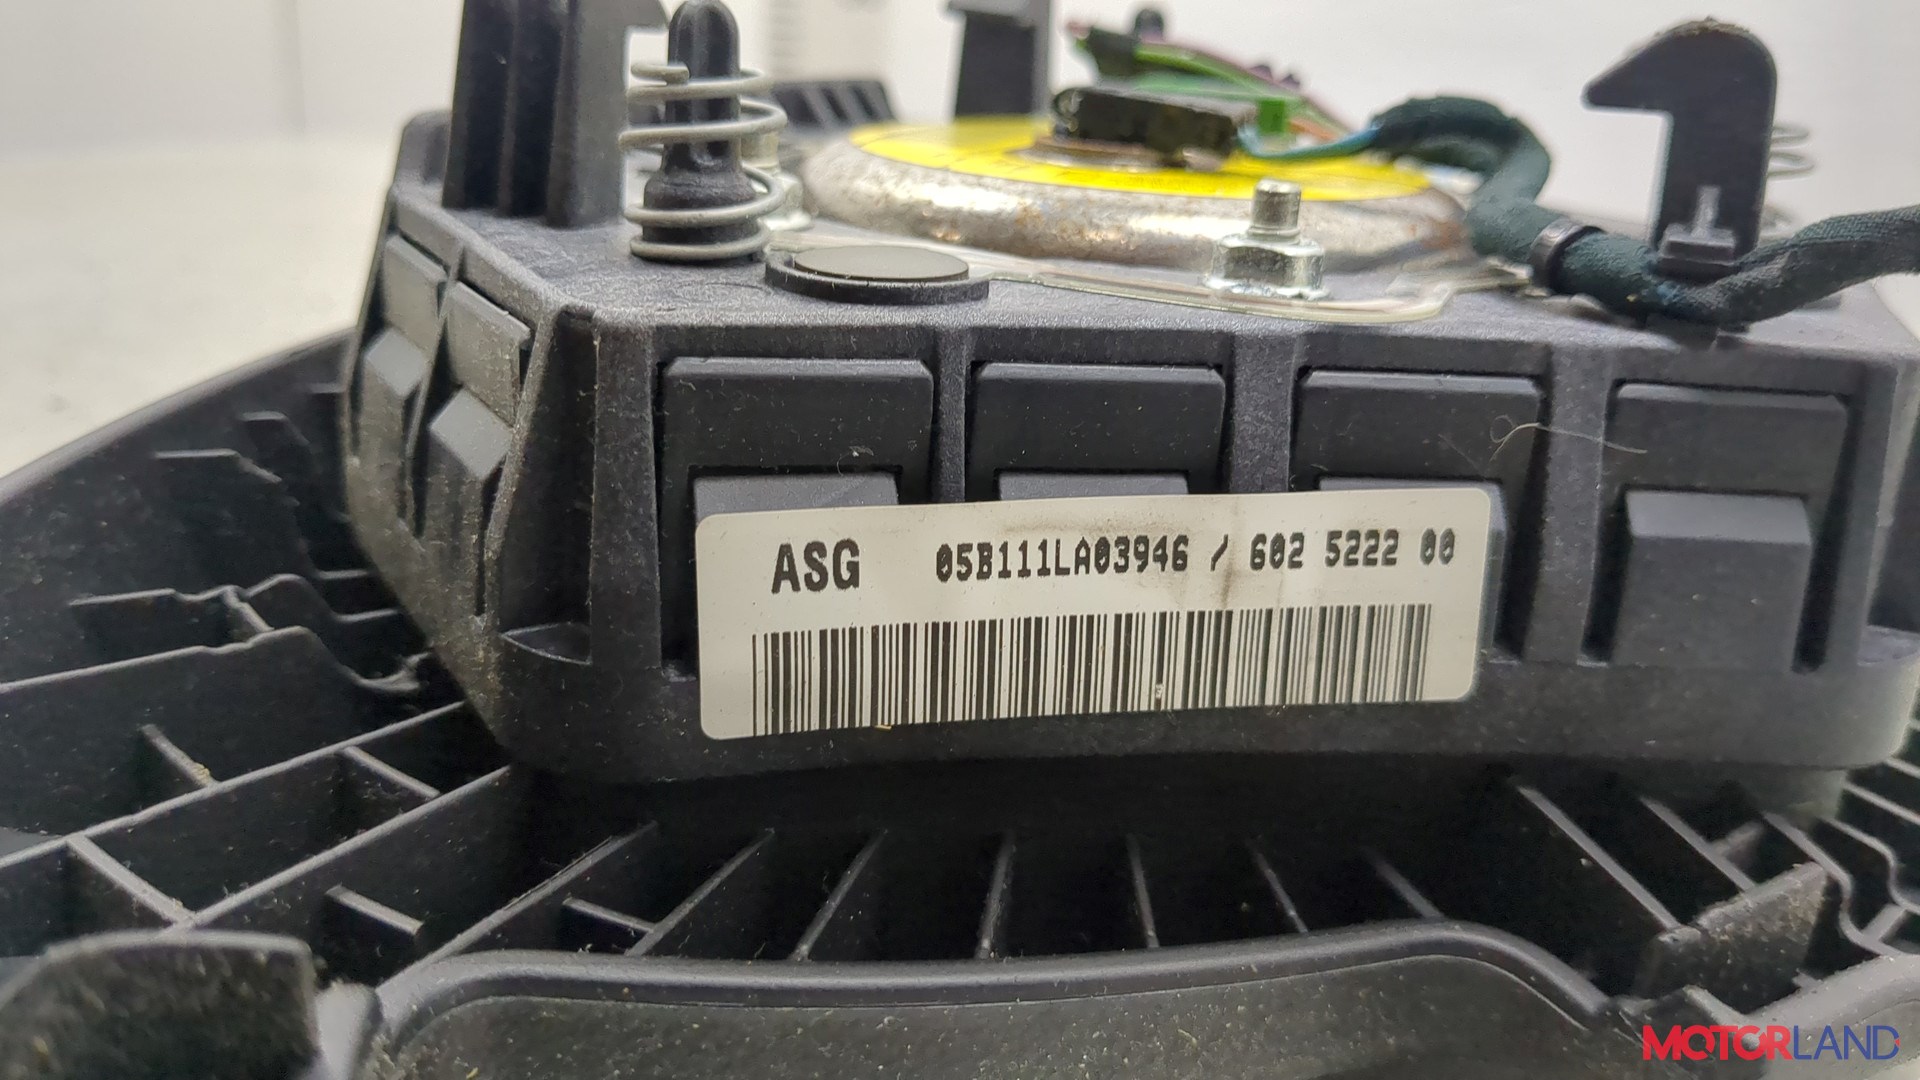 ASG 05B111LA03946 / 602 5222 00
MOTORLAND